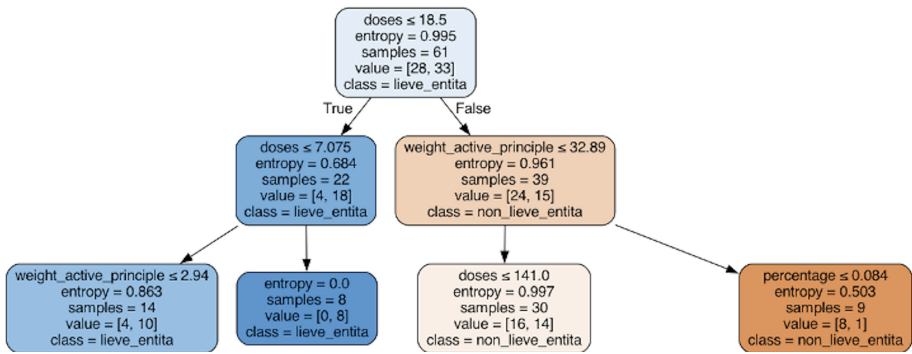 doses ≤ 18.5
entropy = 0.995
samples = 61
value = [28, 33]
class = lieve_entita
True
False
doses ≤ 7.075
entropy = 0.684
samples = 22
value = [4, 18]
class = lieve_entita
weight_active_principle ≤ 32.89
entropy = 0.961
samples = 39
value = [24, 15]
class = non_lieve_entita
weight_active_principle ≤ 2.94
entropy = 0.863
samples = 14
value = [4, 10]
class = lieve_entita
entropy = 0.0
samples = 8
value = [0, 8]
class = lieve_entita
doses ≤ 141.0
entropy = 0.997
samples = 30
value = [16, 14]
class = non_lieve_entita
percentage ≤ 0.084
entropy = 0.503
samples = 9
value = [8, 1]
class = non_lieve_entita